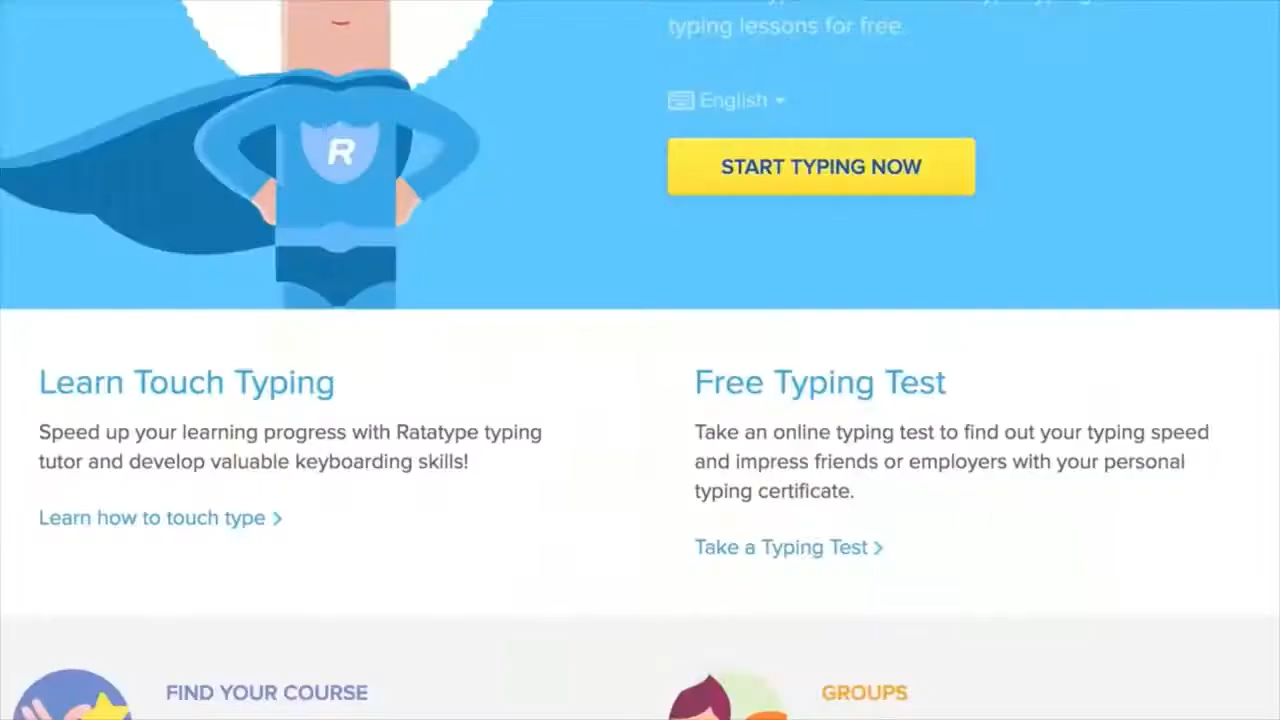 typing lessons for free.
English
START TYPING NOW
R
Learn Touch Typing
Speed up your learning progress with Ratatype typing
tutor and develop valuable keyboarding skills!
Learn how to touch type >
Free Typing Test
Take an online typing test to find out your typing speed
and impress friends or employers with your personal
typing certificate.
Take a Typing Test >
FIND YOUR COURSE
GROUPS